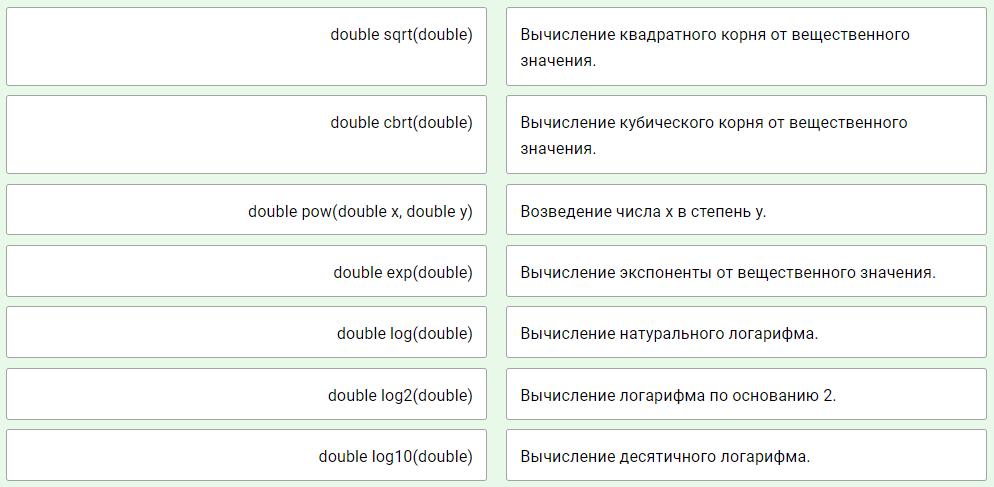 double sqrt(double)
Вычисление квадратного корня от вещественного
значения.
double cbrt(double)
Вычисление кубического корня от вещественного
значения.
double pow(double x, double y)
Возведение числа x в степень y.
double exp(double)
Вычисление экспоненты от вещественного значения.
double log(double)
Вычисление натурального логарифма.
double log2(double)
Вычисление логарифма по основанию 2.
double log10(double)
Вычисление десятичного логарифма.